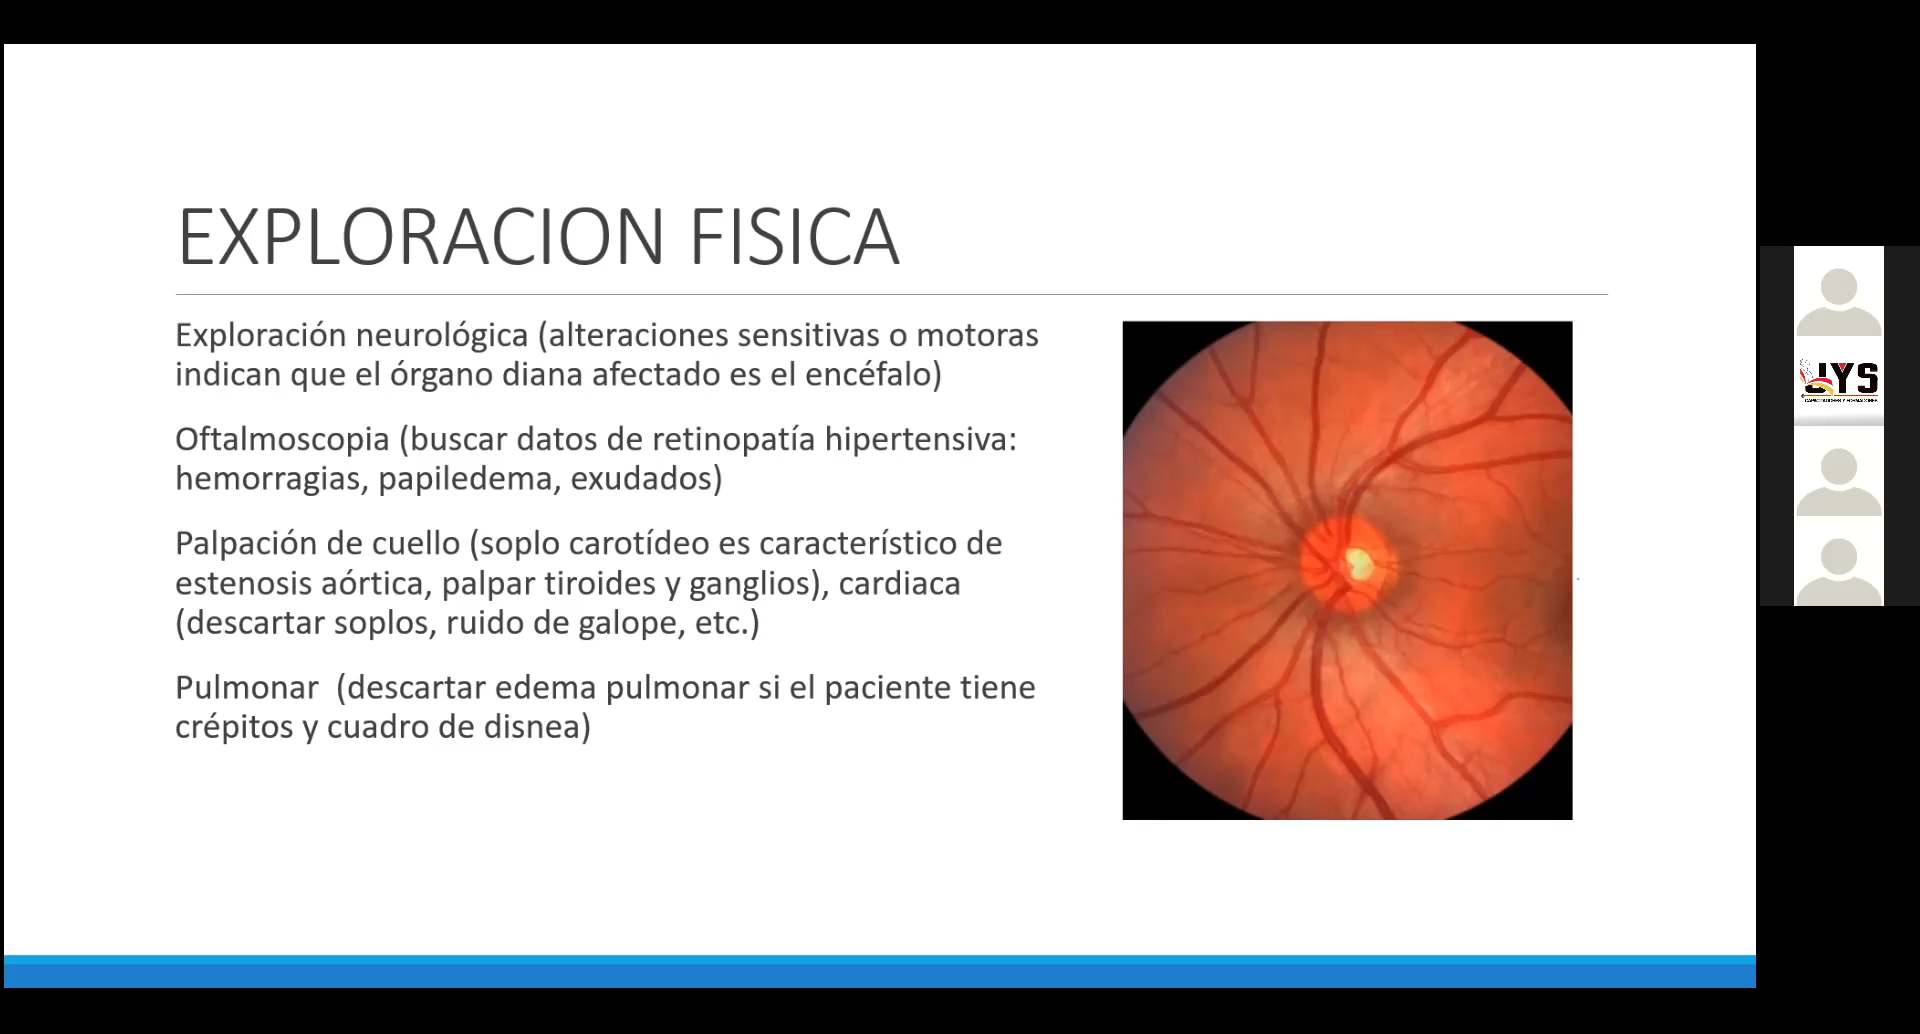 EXPLORACION FISICA
Exploración neurológica (alteraciones sensitivas o motoras
indican que el órgano diana afectado es el encéfalo)
Oftalmoscopia (buscar datos de retinopatía hipertensiva:
hemorragias, papiledema, exudados)
Palpación de cuello (soplo carotídeo es característico de
estenosis aórtica, palpar tiroides y ganglios), cardiaca
(descartar soplos, ruido de galope, etc.)
Pulmonar  (descartar edema pulmonar si el paciente tiene
crépitos y cuadro de disnea)
JYS
CAPACITADORES Y FORMADORES